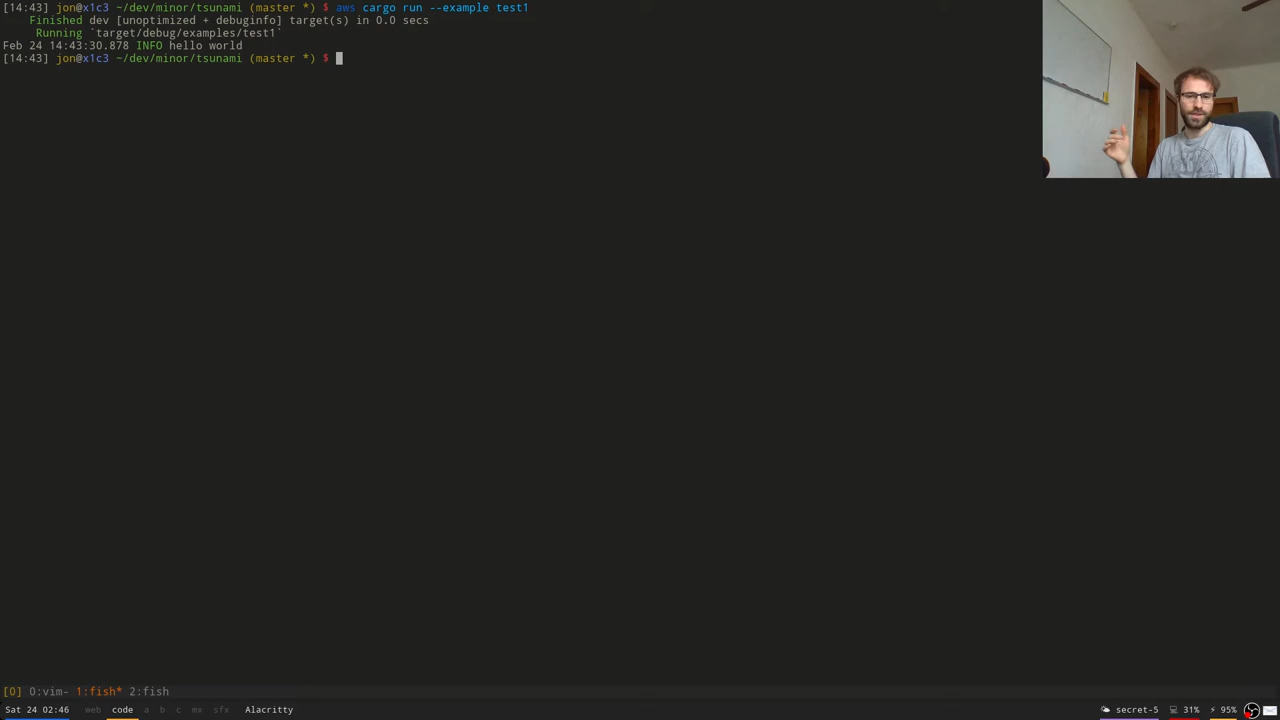 [14:43] jon@x1c3 ~/dev/minor/tsunami (master *) $ aws cargo run --example test1
Finished dev [unoptimized + debuginfo] target(s) in 0.0 secs
Running `target/debug/examples/test1`
Feb 24 14:43:30.878 INFO hello world
[14:43] jon@x1c3 ~/dev/minor/tsunami (master *) $
[0] 0:vim- 1:fish* 2:fish
Sat 24 02:46 web code a b c mx sfx Alacritty secret-5 31% 95%